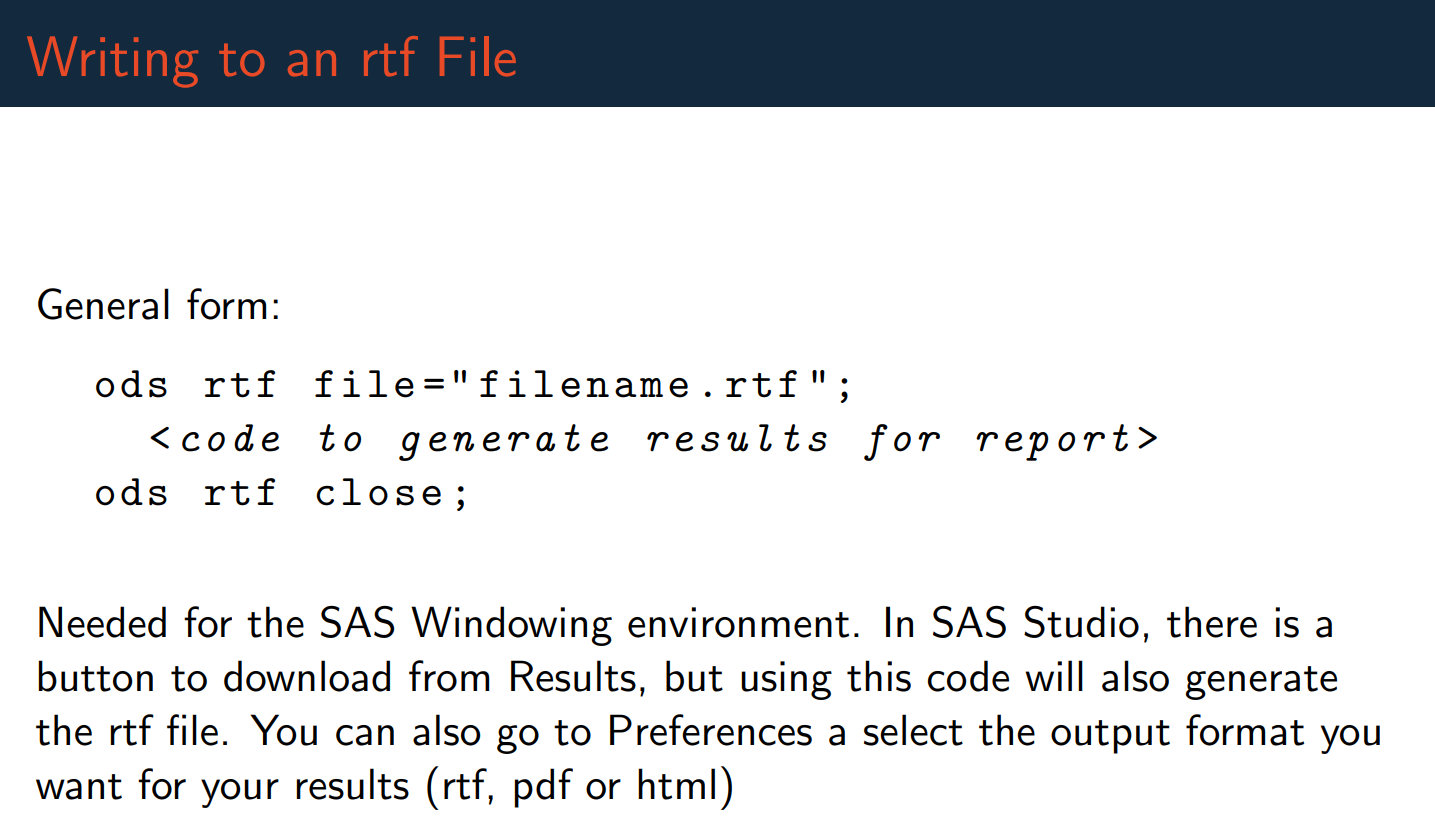 Writing to an rtf File
General form:
ods rtf file="filename.rtf";
<code to generate results for report>
ods rtf close;
Needed for the SAS Windowing environment. In SAS Studio, there is a
button to download from Results, but using this code will also generate
the rtf file. You can also go to Preferences a select the output format you
want for your results (rtf, pdf or html)